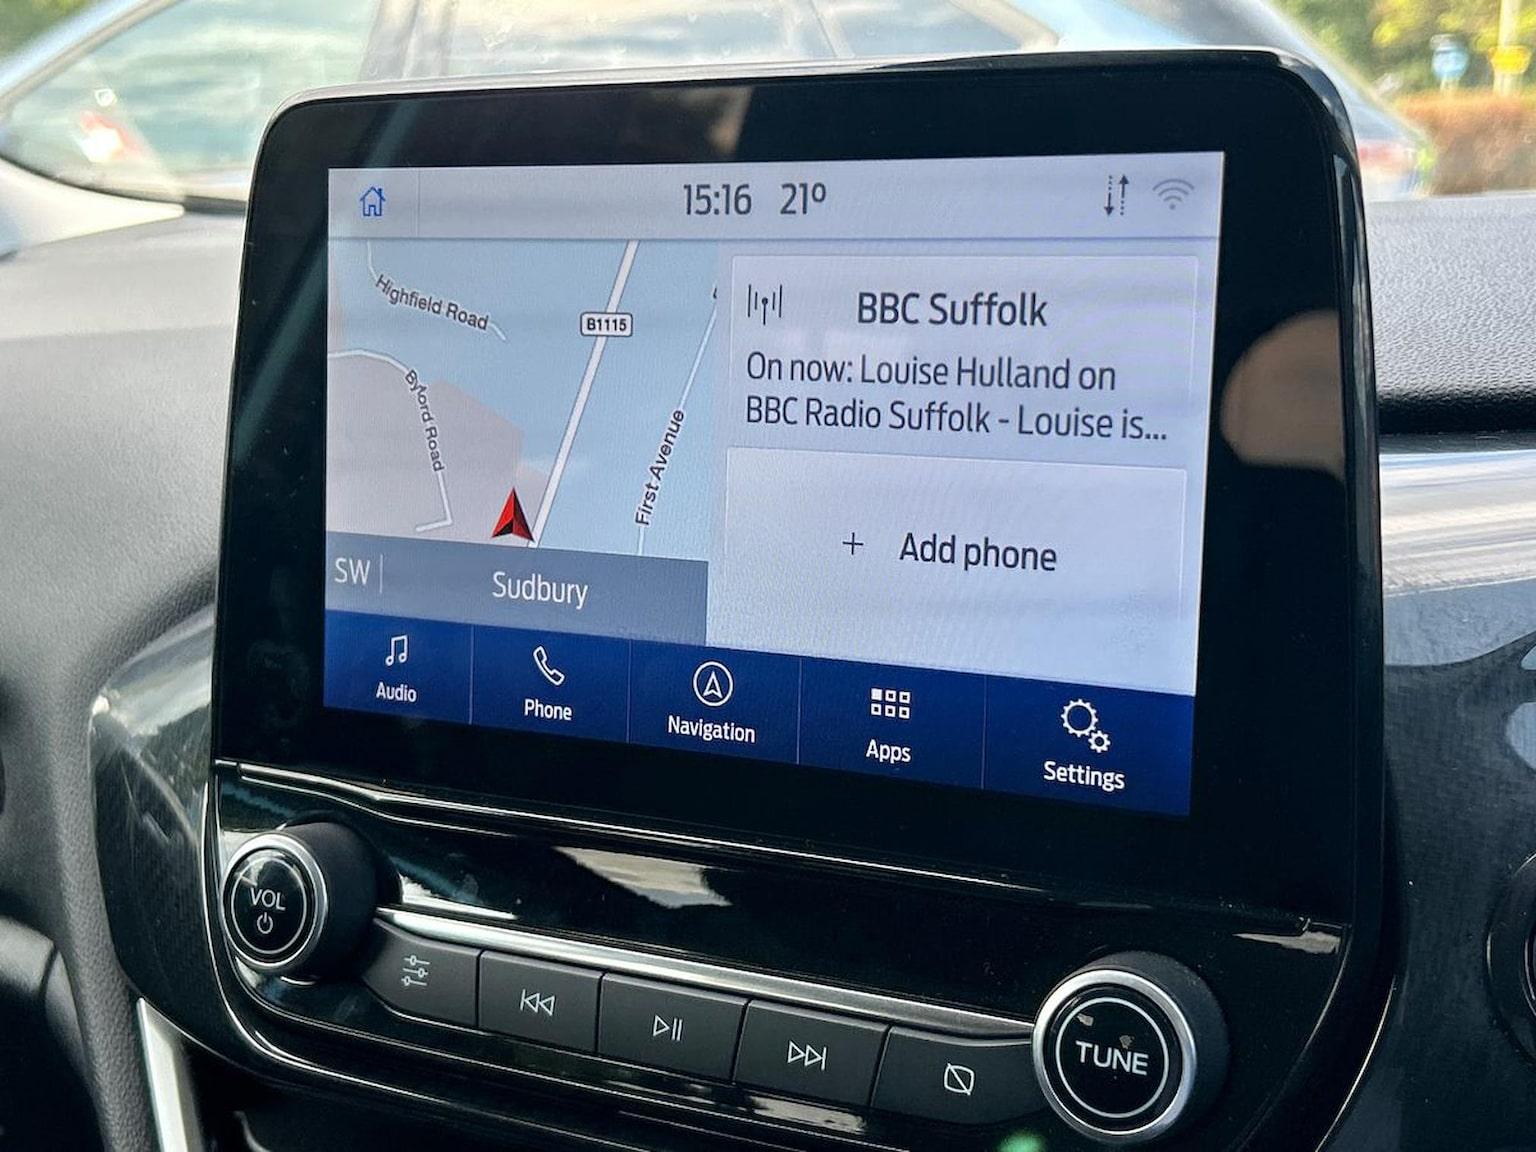 15:16 21º
Highfield Road
B1115
Byford Road
First Avenue
BBC Suffolk
On now: Louise Hulland on
BBC Radio Suffolk - Louise is...
+ Add phone
SW
Sudbury
Audio
Phone
Navigation
Apps
Settings
VOL
TUNE